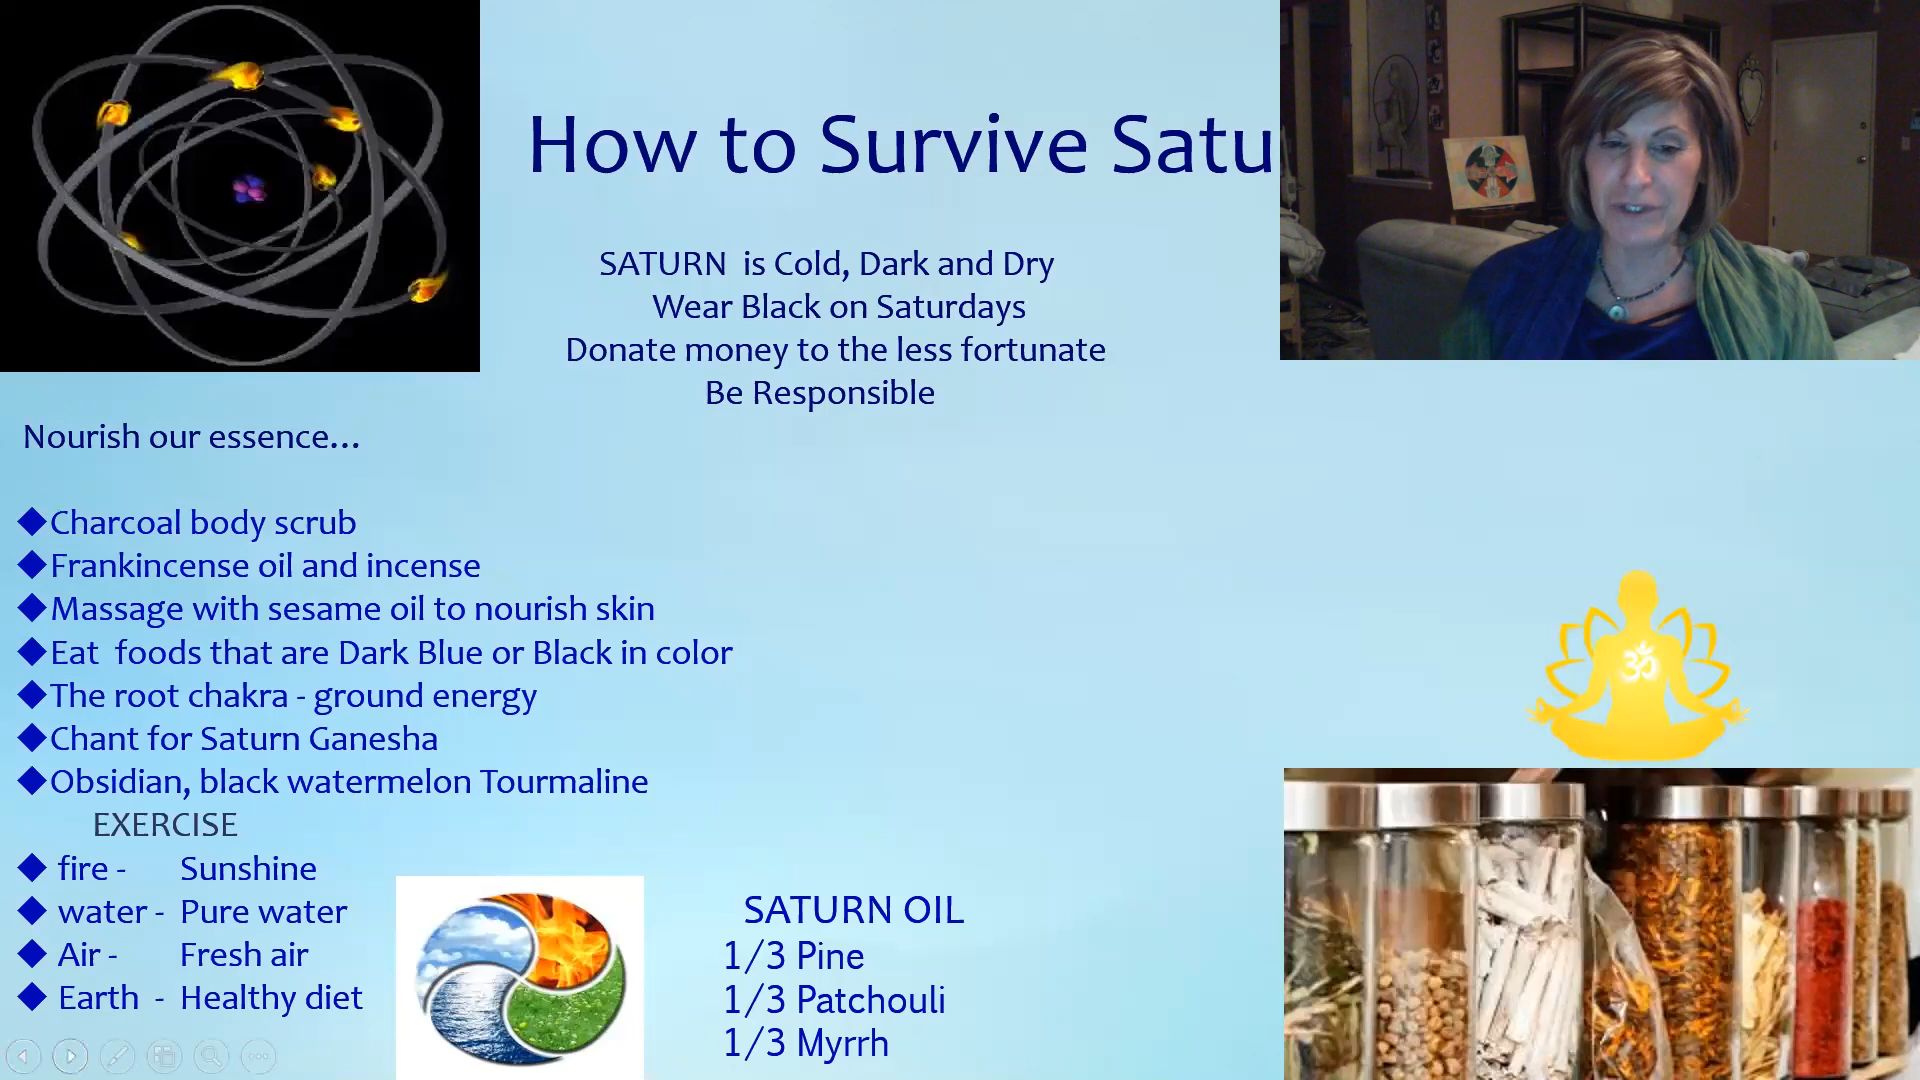 How to Survive Satu
SATURN is Cold, Dark and Dry
Wear Black on Saturdays
Donate money to the less fortunate
Be Responsible
Nourish our essence...
◆Charcoal body scrub
◆Frankincense oil and incense
◆Massage with sesame oil to nourish skin
◆Eat foods that are Dark Blue or Black in color
◆The root chakra - ground energy
◆Chant for Saturn Ganesha
◆Obsidian, black watermelon Tourmaline
EXERCISE
◆ fire - Sunshine
◆ water - Pure water
◆ Air - Fresh air
◆ Earth - Healthy diet
SATURN OIL
1/3 Pine
1/3 Patchouli
1/3 Myrrh
ॐ